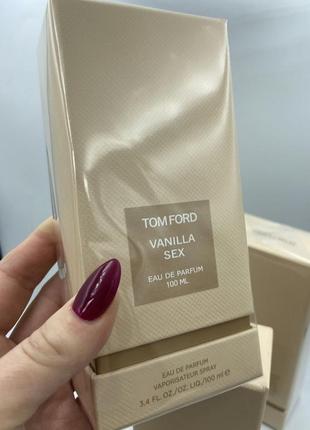 TOM FORD
VANILLA
SEX
EAU DE PARFUM
100 ML
EAU DE PARFUM
VAPORISATEUR SPRAY
3.4 FL. OZ./OZ. LIQ./100 ml ℮